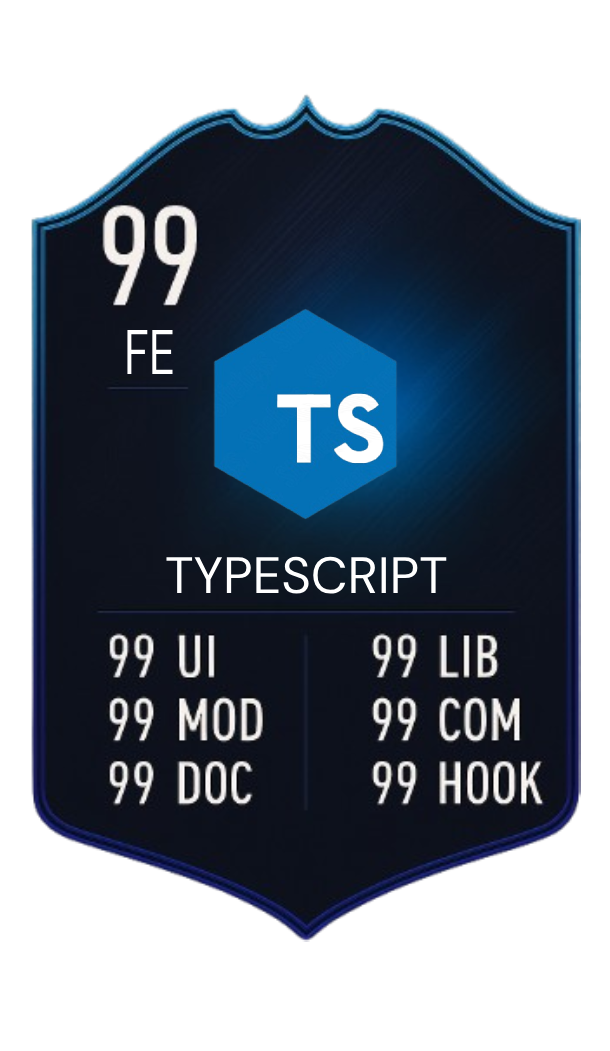 99
FE
TS
TYPESCRIPT
99 UI
99 MOD
99 DOC
99 LIB
99 COM
99 HOOK